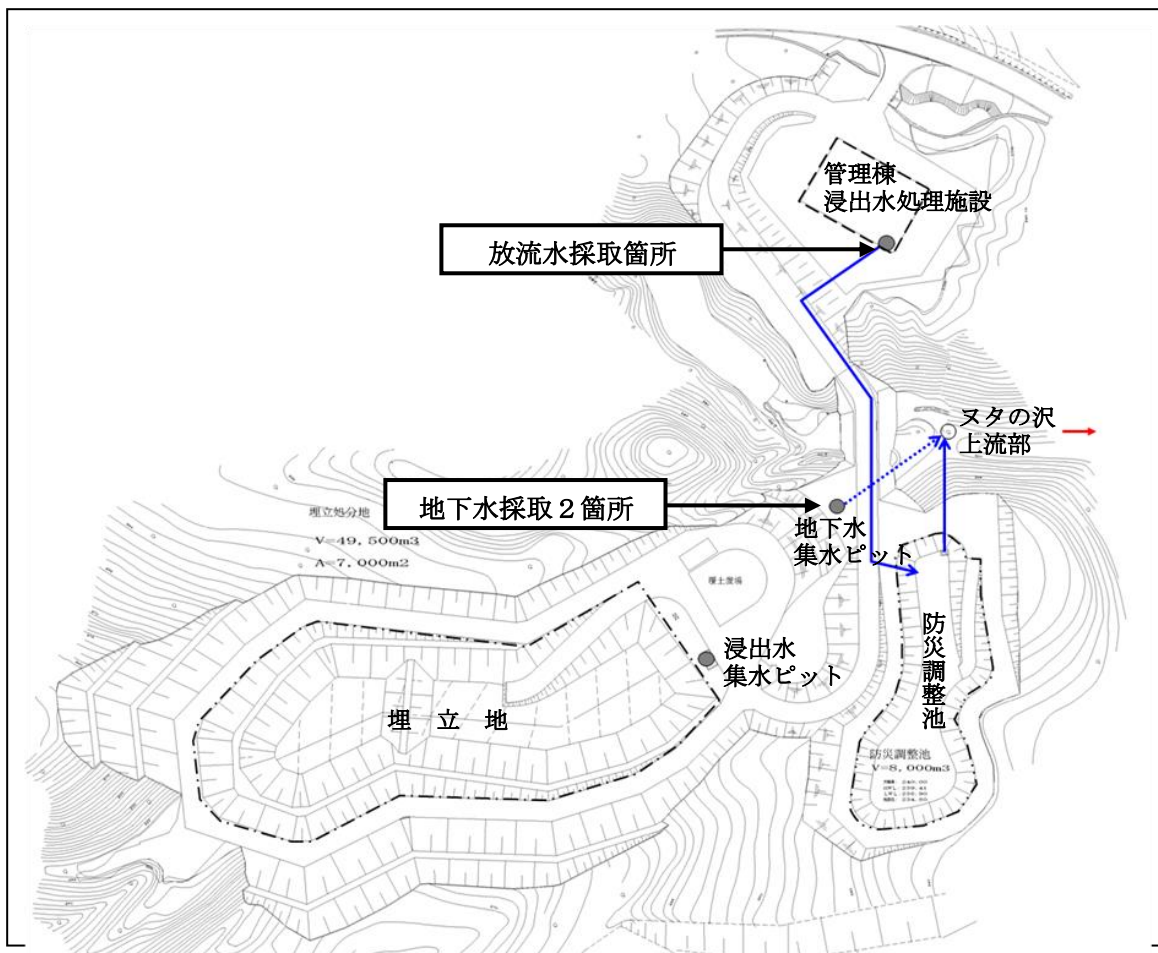 管理棟
浸出水処理施設
放流水採取箇所
ヌタの沢
上流部
地下水採取２箇所
埋立処分地
V=49,500m3
A=7,000m2
地下水
集水ピット
覆土置場
浸出水
集水ピット
防災調整池
埋 立 地
防災調整池
V=8,000m3